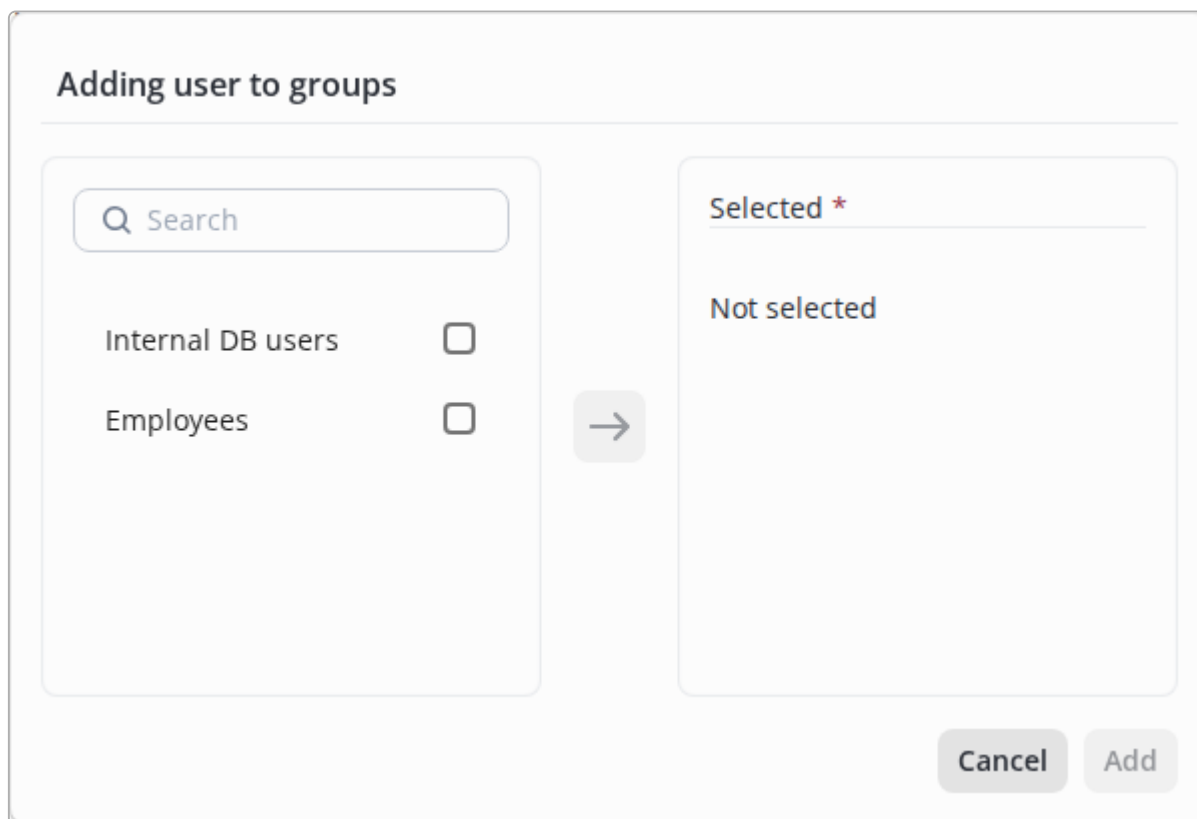 Adding user to groups
Search
Internal DB users
Employees
Selected *
Not selected
Cancel
Add